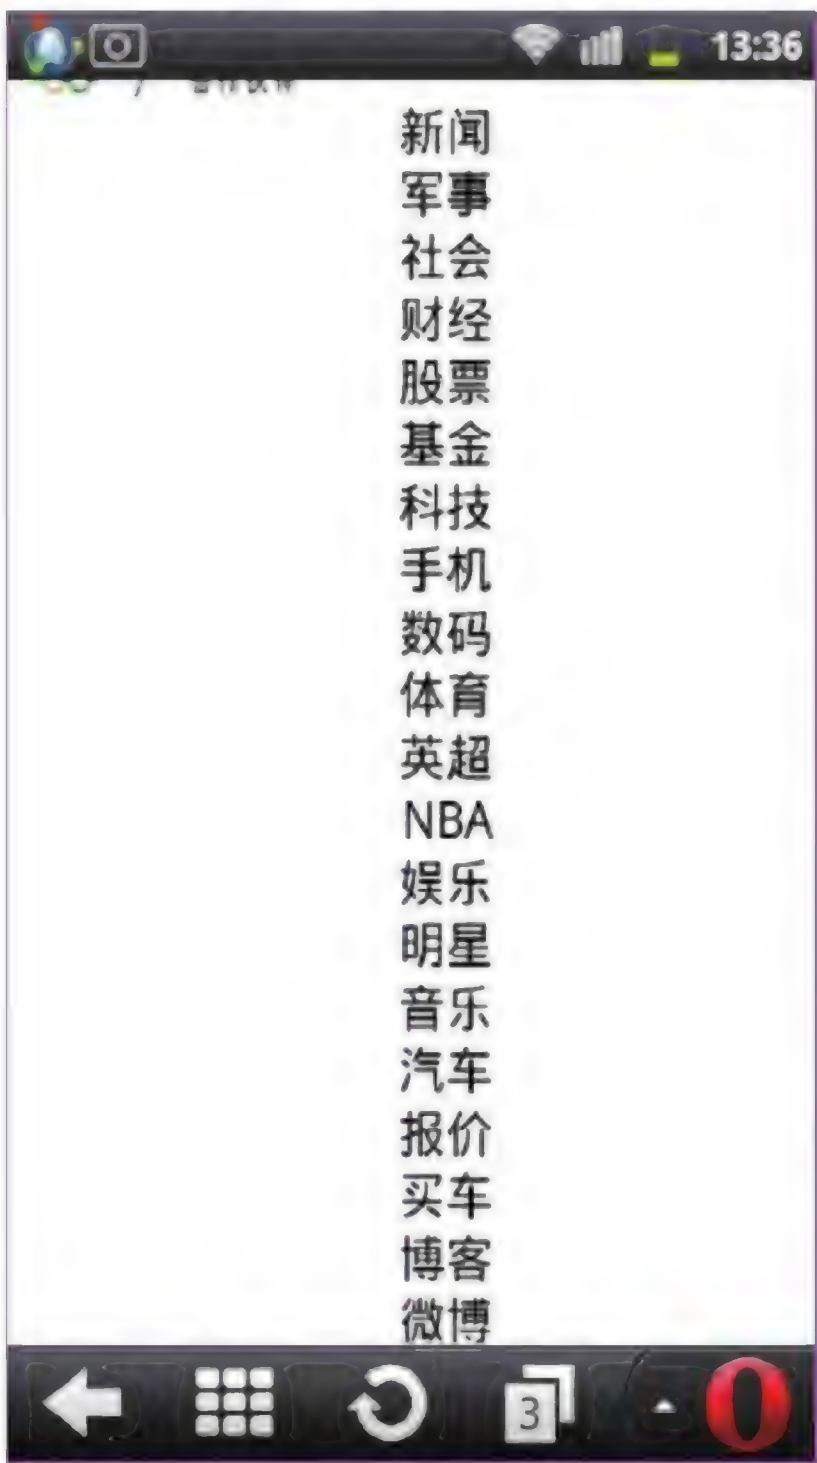 13:36
新闻
军事
社会
财经
股票
基金
科技
手机
数码
体育
英超
NBA
娱乐
明星
音乐
汽车
报价
买车
博客
微博
3